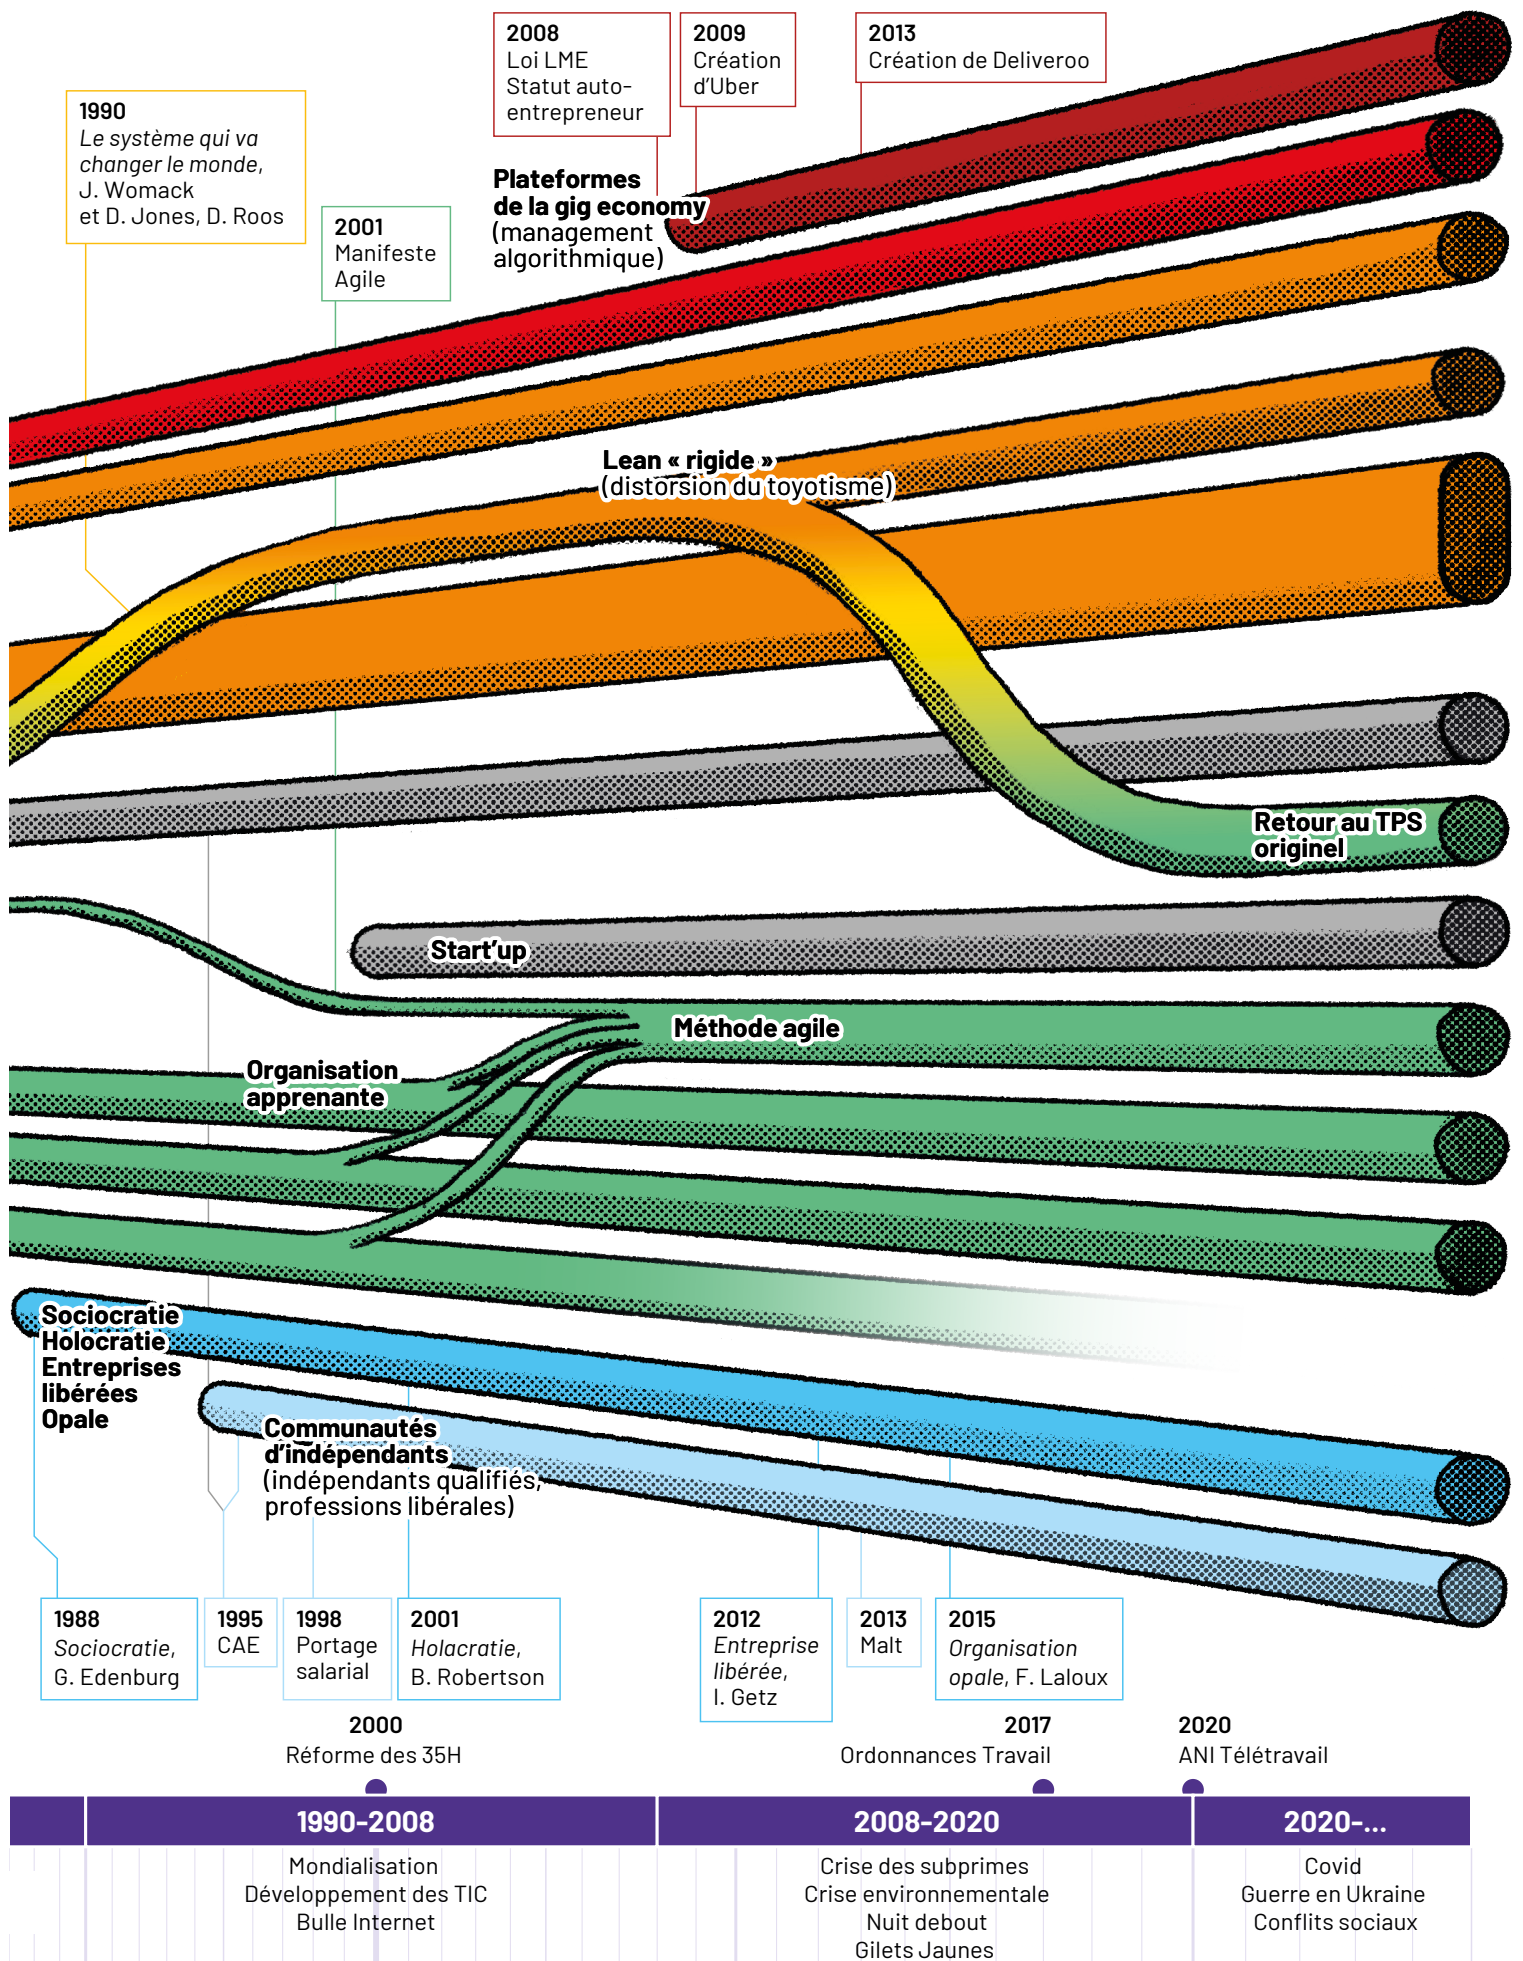 2008
Loi LME
Statut auto-
entrepreneur
2009
Création
d'Uber
2013
Création de Deliveroo
1990
Le système qui va
changer le monde,
J. Womack
et D. Jones, D. Roos
2001
Manifeste
Agile
Plateformes
de la gig economy
(management
algorithmique)
Lean « rigide »
(distorsion du toyotisme)
Retour au TPS
originel
Start'up
Méthode agile
Organisation
apprenante
Sociocratie
Holocratie
Entreprises
libérées
Opale
Communautés
d'indépendants
(indépendants qualifiés,
professions libérales)
1988
Sociocratie,
G. Edenburg
1995
CAE
1998
Portage
salarial
2001
Holacratie,
B. Robertson
2012
Entreprise
libérée,
I. Getz
2013
Malt
2015
Organisation
opale, F. Laloux
2000
Réforme des 35H
2017
Ordonnances Travail
2020
ANI Télétravail
1990-2008
2008-2020
2020-...
Mondialisation
Développement des TIC
Bulle Internet
Crise des subprimes
Crise environnementale
Nuit debout
Gilets Jaunes
Covid
Guerre en Ukraine
Conflits sociaux